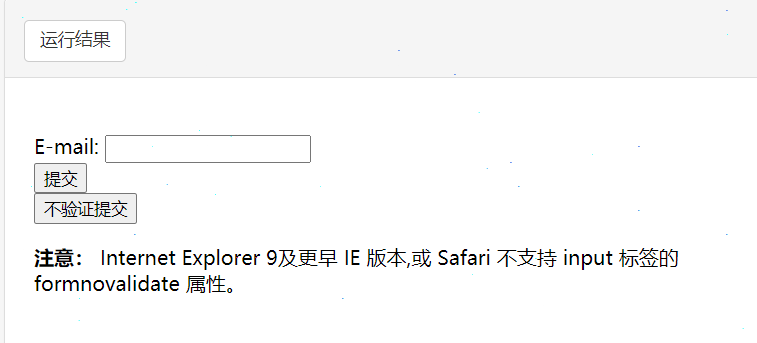 运行结果
E-mail:
提交
不验证提交
注意： Internet Explorer 9及更早 IE 版本,或 Safari 不支持 input 标签的
formnovalidate 属性。